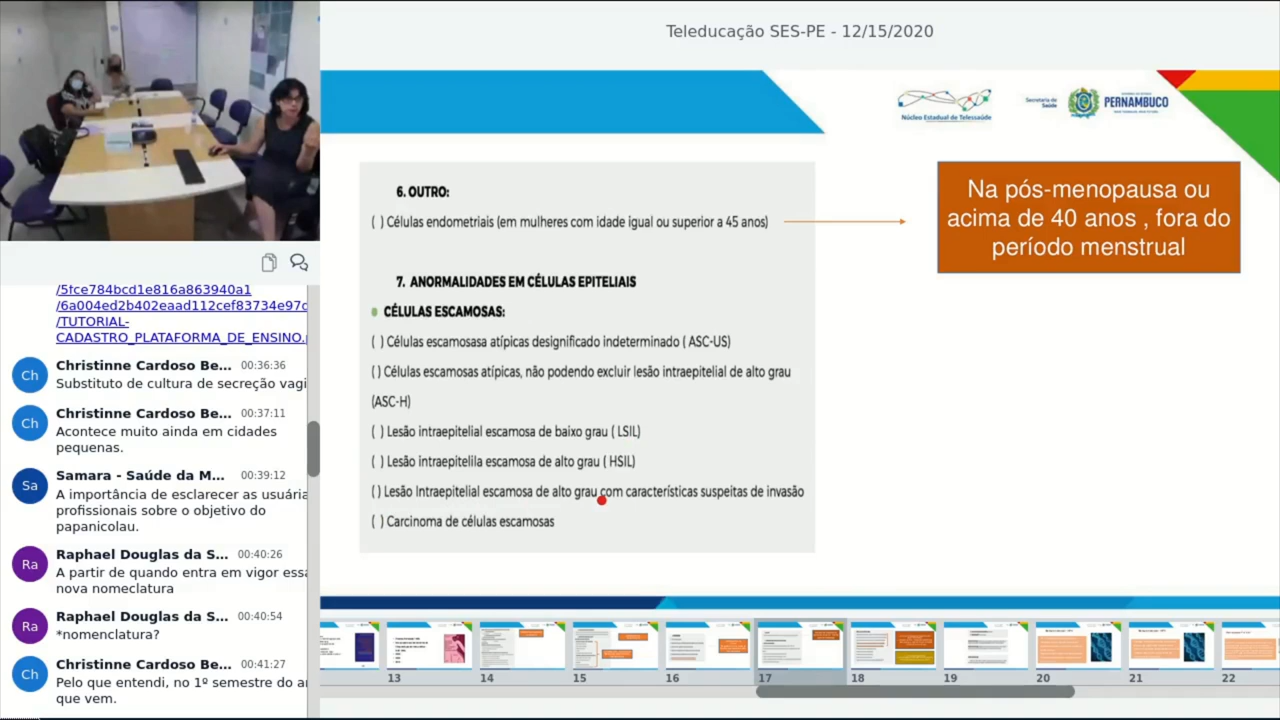 Teleducação SES-PE - 12/15/2020
Núcleo Estadual de Telessaúde
Secretaria de
Saúde
PERNAMBUCO
6. OUTRO:
( ) Células endometriais (em mulheres com idade igual ou superior a 45 anos)
Na pós-menopausa ou
acima de 40 anos , fora do
período menstrual
7. ANORMALIDADES EM CÉLULAS EPITELIAIS
CÉLULAS ESCAMOSAS:
( ) Células escamosasa atípicas designificado indeterminado ( ASC-US)
( ) Células escamosas atípicas, não podendo excluir lesão intraepitelial de alto grau
(ASC-H)
( ) Lesão intraepitelial escamosa de baixo grau ( LSIL)
( ) Lesão intraepitelila escamosa de alto grau ( HSIL)
( ) Lesão Intraepitelial escamosa de alto grau com características suspeitas de invasão
( ) Carcinoma de células escamosas
/5fce784bcd1e816a863940a1
/6a004ed2b402eaad112cef83734e97c
/TUTORIAL-
CADASTRO_PLATAFORMA_DE_ENSINO.
Ch
Christinne Cardoso Be... 00:36:36
Substituto de cultura de secreção vagi
Ch
Christinne Cardoso Be... 00:37:11
Acontece muito ainda em cidades
pequenas.
Sa
Samara - Saúde da M... 00:39:12
A importância de esclarecer as usuária
profissionais sobre o objetivo do
papanicolau.
Ra
Raphael Douglas da S... 00:40:26
A partir de quando entra em vigor essa
nova nomeclatura
Ra
Raphael Douglas da S... 00:40:54
*nomenclatura?
Ch
Christinne Cardoso Be... 00:41:27
Pelo que entendi, no 1º semestre do a
que vem.
13 14 15 16 17 18 19 20 21 22